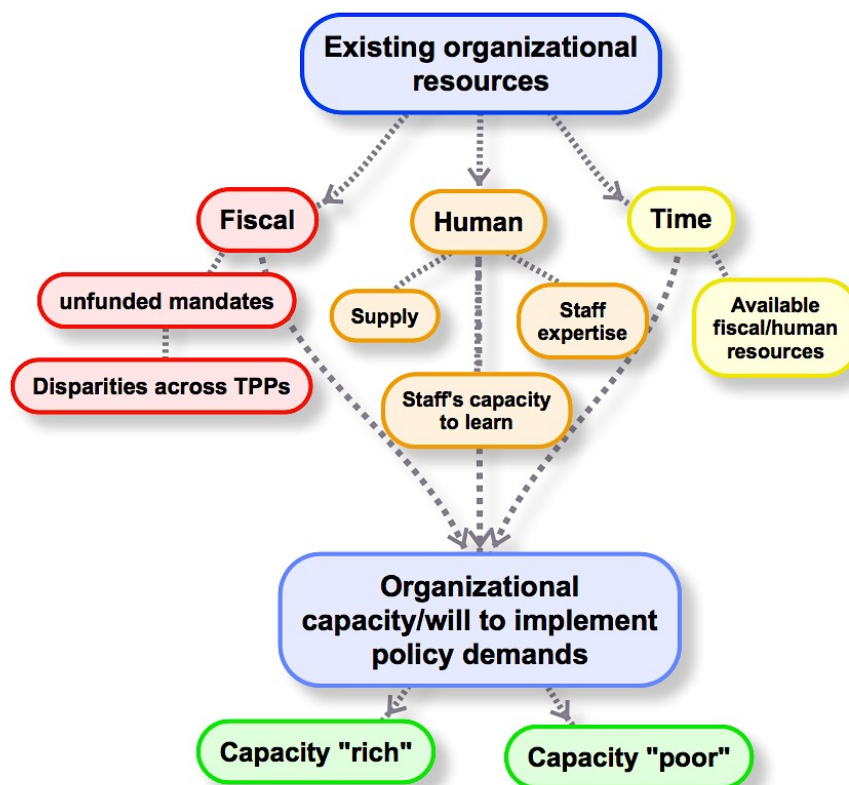 Existing organizational
resources
Fiscal
Human
Time
unfunded mandates
Supply
Staff
expertise
Available
fiscal/human
resources
Disparities across TPPs
Staff's capacity
to learn
Organizational
capacity/will to implement
policy demands
Capacity "rich"
Capacity "poor"